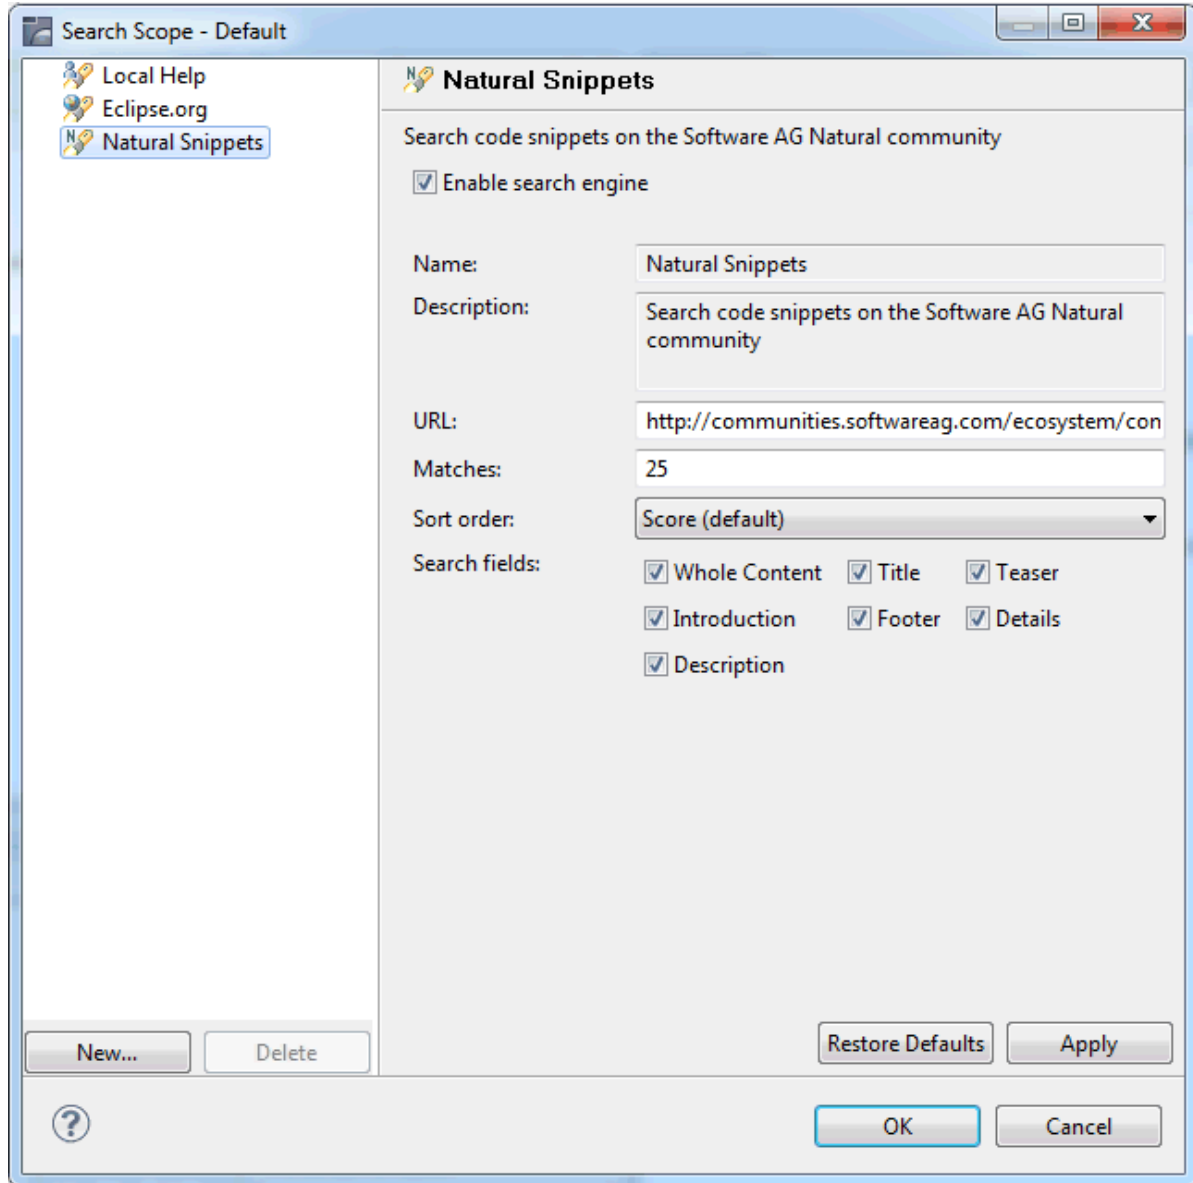 Search Scope - Default
Local Help
Eclipse.org
Natural Snippets
Natural Snippets
Search code snippets on the Software AG Natural community
Enable search engine
Name: Natural Snippets
Description: Search code snippets on the Software AG Natural
community
URL: http://communities.softwareag.com/ecosystem/con
Matches: 25
Sort order: Score (default)
Search fields: Whole Content Title Teaser
Introduction Footer Details
Description
New... Delete Restore Defaults Apply
? OK Cancel